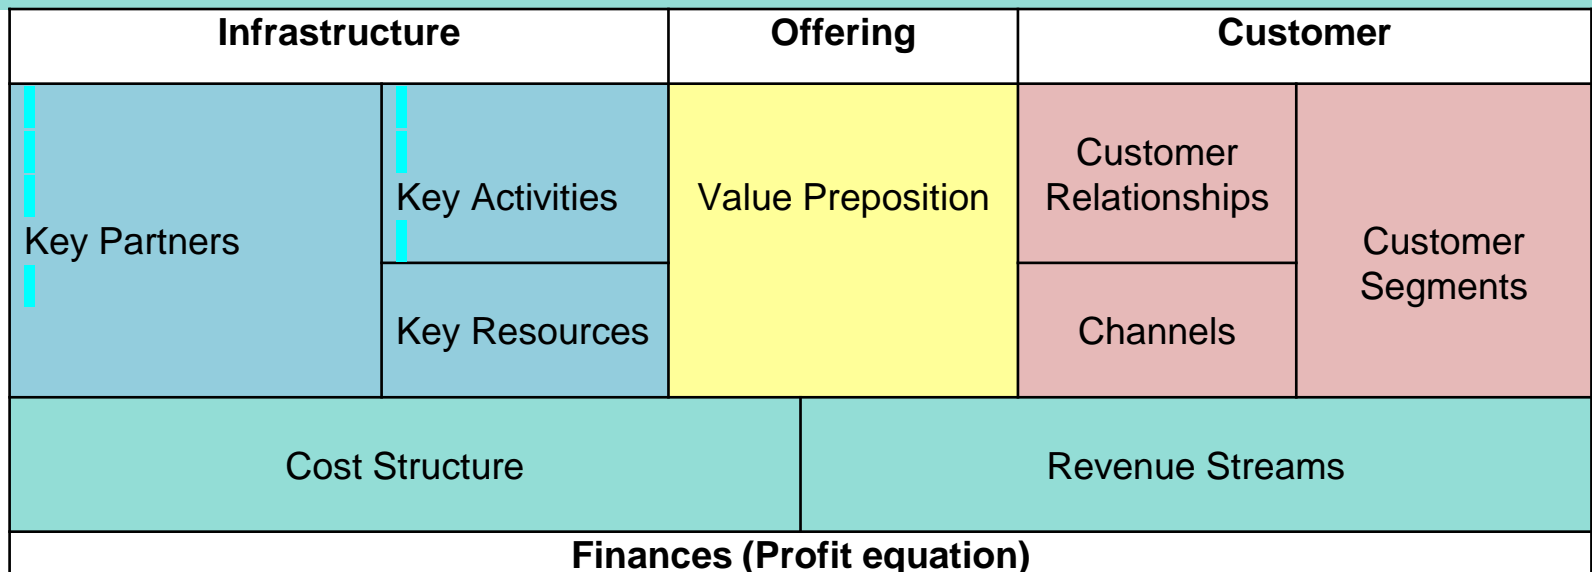 Infrastructure
Offering
Customer
Key Partners
Key Activities
Key Resources
Value Preposition
Customer
Relationships
Channels
Customer
Segments
Cost Structure
Revenue Streams
Finances (Profit equation)